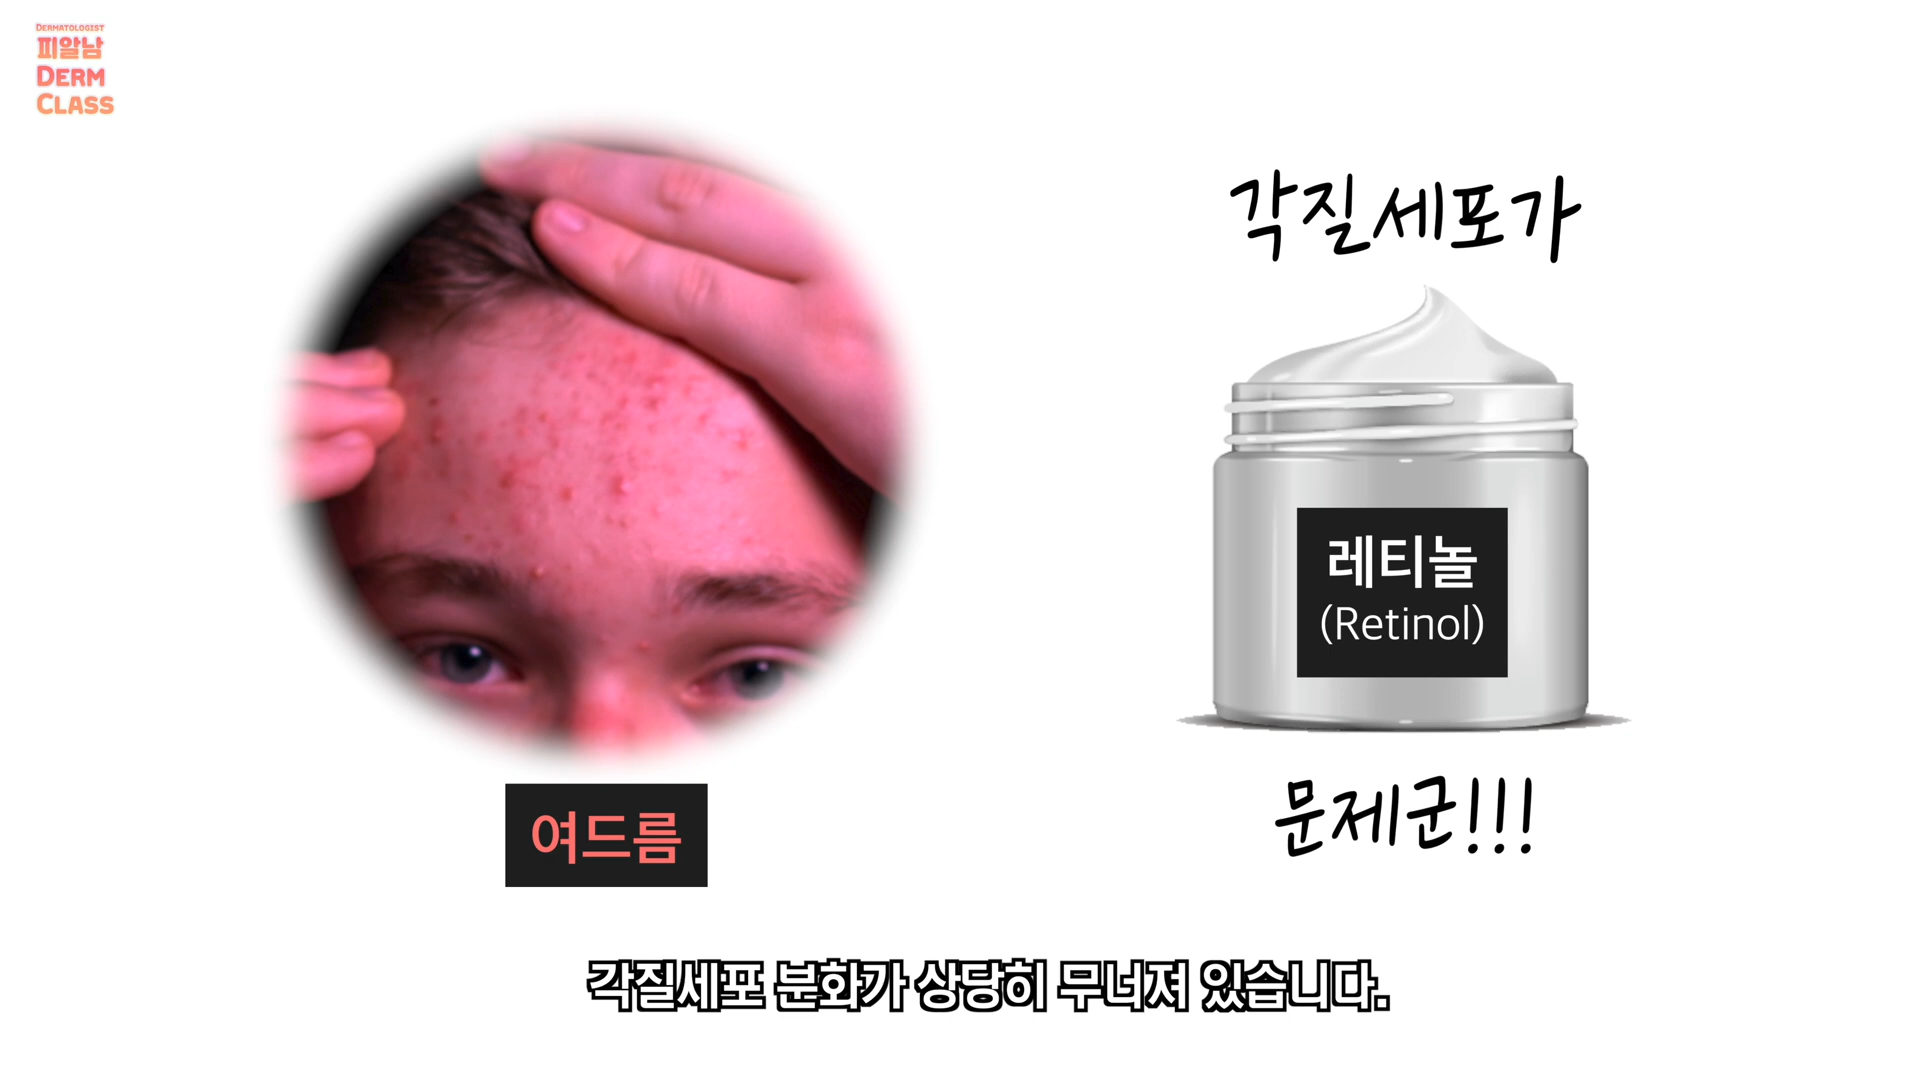 DERMATOLOGIST
피알남
DERM
CLASS
각질세포가
레티놀
(Retinol)
문제군!!!
여드름
각질세포 분화가 상당히 무너져 있습니다.